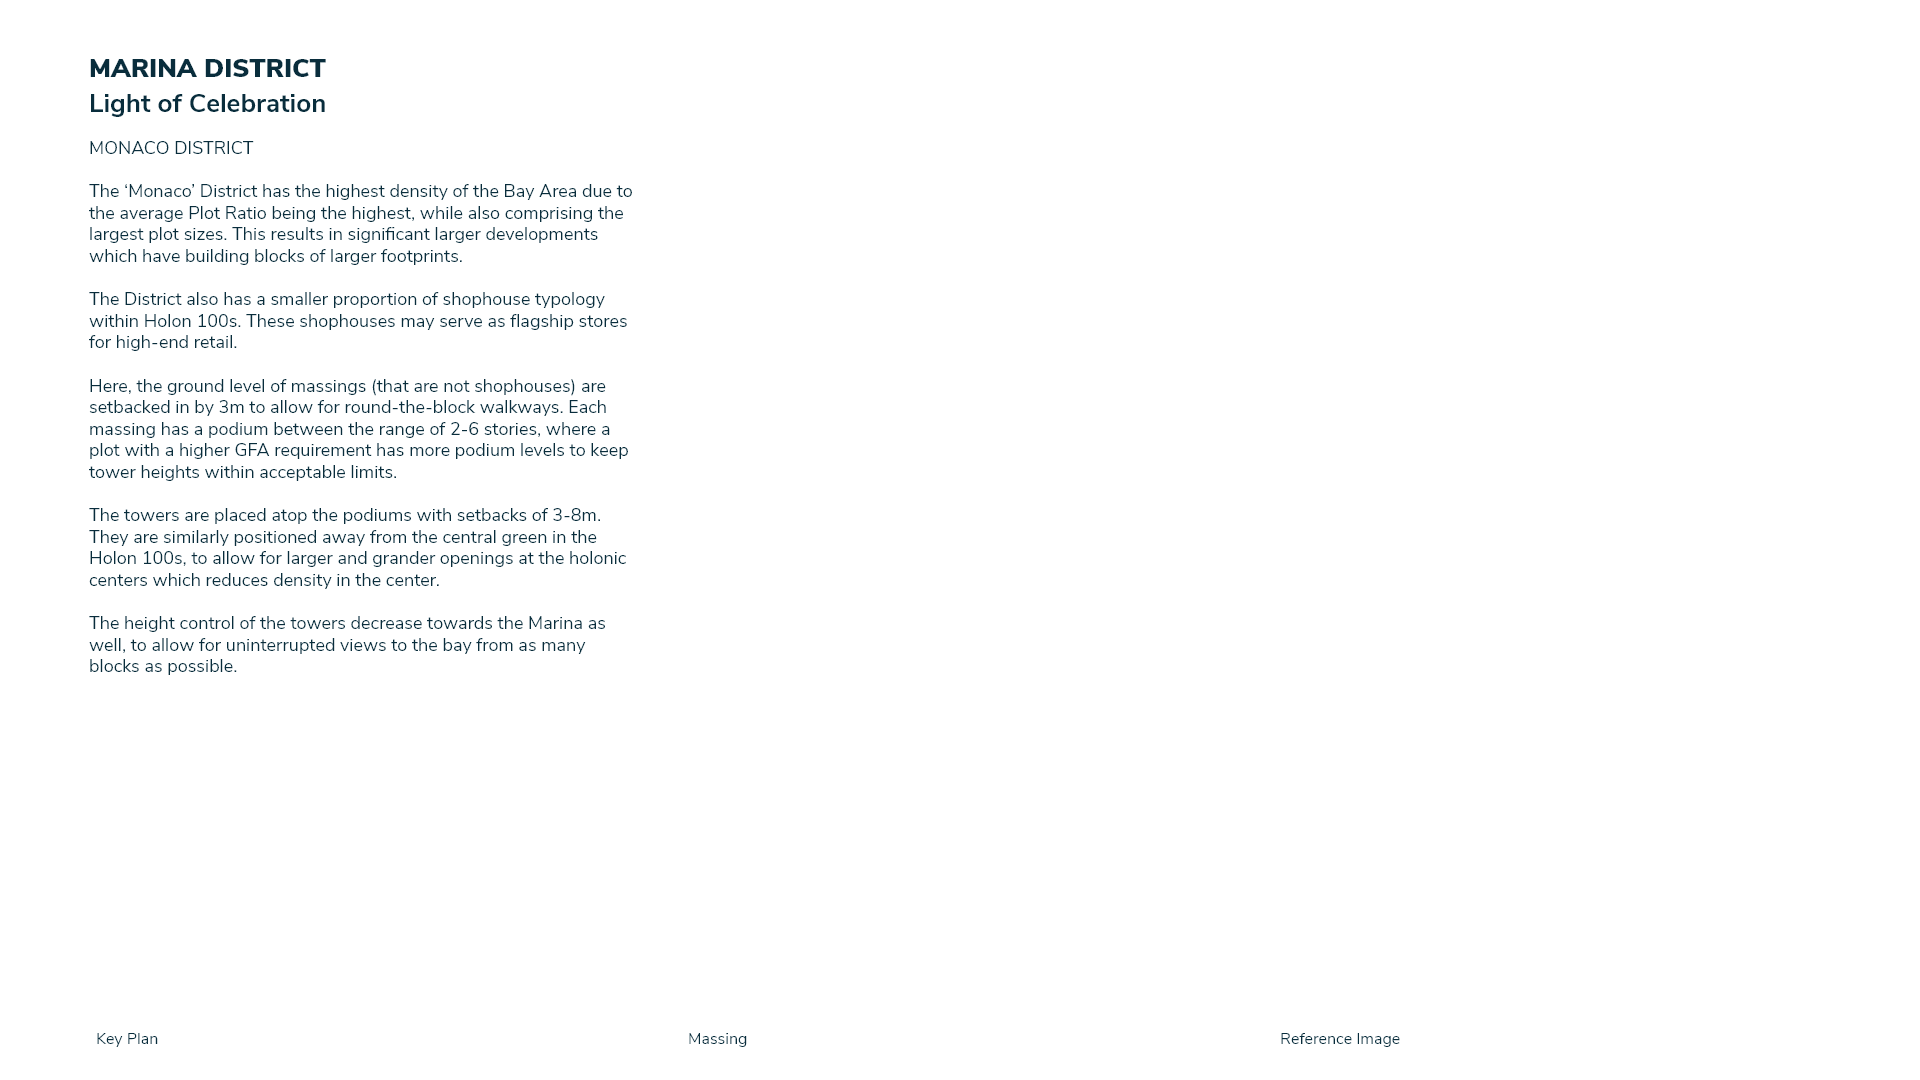 MARINA DISTRICT
Light of Celebration
MONACO DISTRICT
The ‘Monaco’ District has the highest density of the Bay Area due to
the average Plot Ratio being the highest, while also comprising the
largest plot sizes. This results in significant larger developments
which have building blocks of larger footprints.
The District also has a smaller proportion of shophouse typology
within Holon 100s. These shophouses may serve as flagship stores
for high-end retail.
Here, the ground level of massings (that are not shophouses) are
setbacked in by 3m to allow for round-the-block walkways. Each
massing has a podium between the range of 2-6 stories, where a
plot with a higher GFA requirement has more podium levels to keep
tower heights within acceptable limits.
The towers are placed atop the podiums with setbacks of 3-8m.
They are similarly positioned away from the central green in the
Holon 100s, to allow for larger and grander openings at the holonic
centers which reduces density in the center.
The height control of the towers decrease towards the Marina as
well, to allow for uninterrupted views to the bay from as many
blocks as possible.
Key Plan
Massing
Reference Image